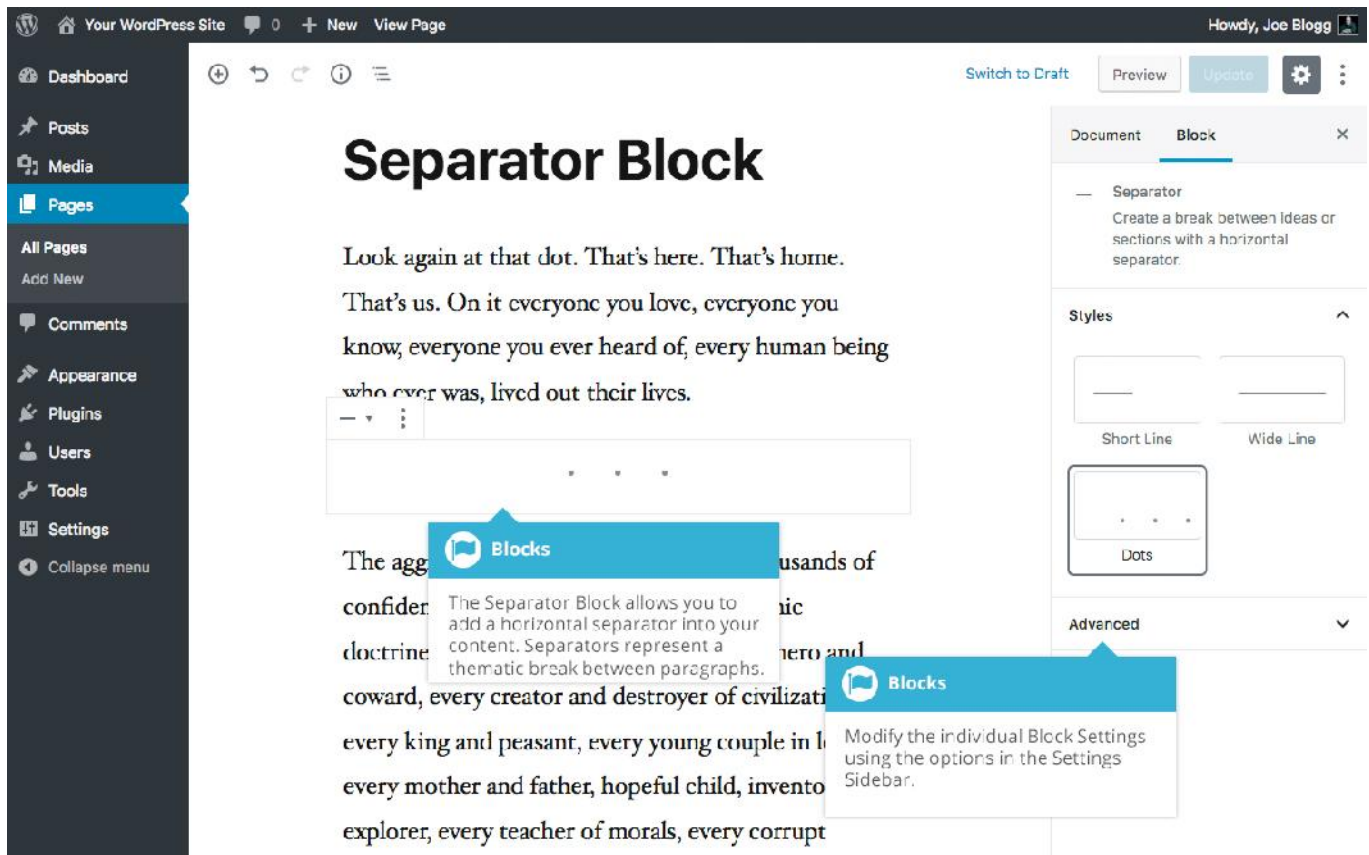 Your WordPress Site 0 New View Page Howdy, Joe Blogg
Dashboard
Posts
Media
Pages
All Pages
Add New
Comments
Appearance
Plugins
Users
Tools
Settings
Collapse menu
Switch to Draft Preview Update
Separator Block
Look again at that dot. That's here. That's home.
That's us. On it everyone you love, everyone you
know, everyone you ever heard of, every human being
who ever was, lived out their lives.
Blocks
The Separator Block allows you to
add a horizontal separator into your
content. Separators represent a
thematic break between paragraphs.
The agg usands of
confiden nic
doctrine hero and
coward, every creator and destroyer of civilizati
every king and peasant, every young couple in l
every mother and father, hopeful child, invento
explorer, every teacher of morals, every corrupt
Document Block
Separator
Create a break between ideas or
sections with a horizontal
separator.
Styles
Short Line Wide Line
Dots
Advanced
Blocks
Modify the individual Block Settings
using the options in the Settings
Sidebar.